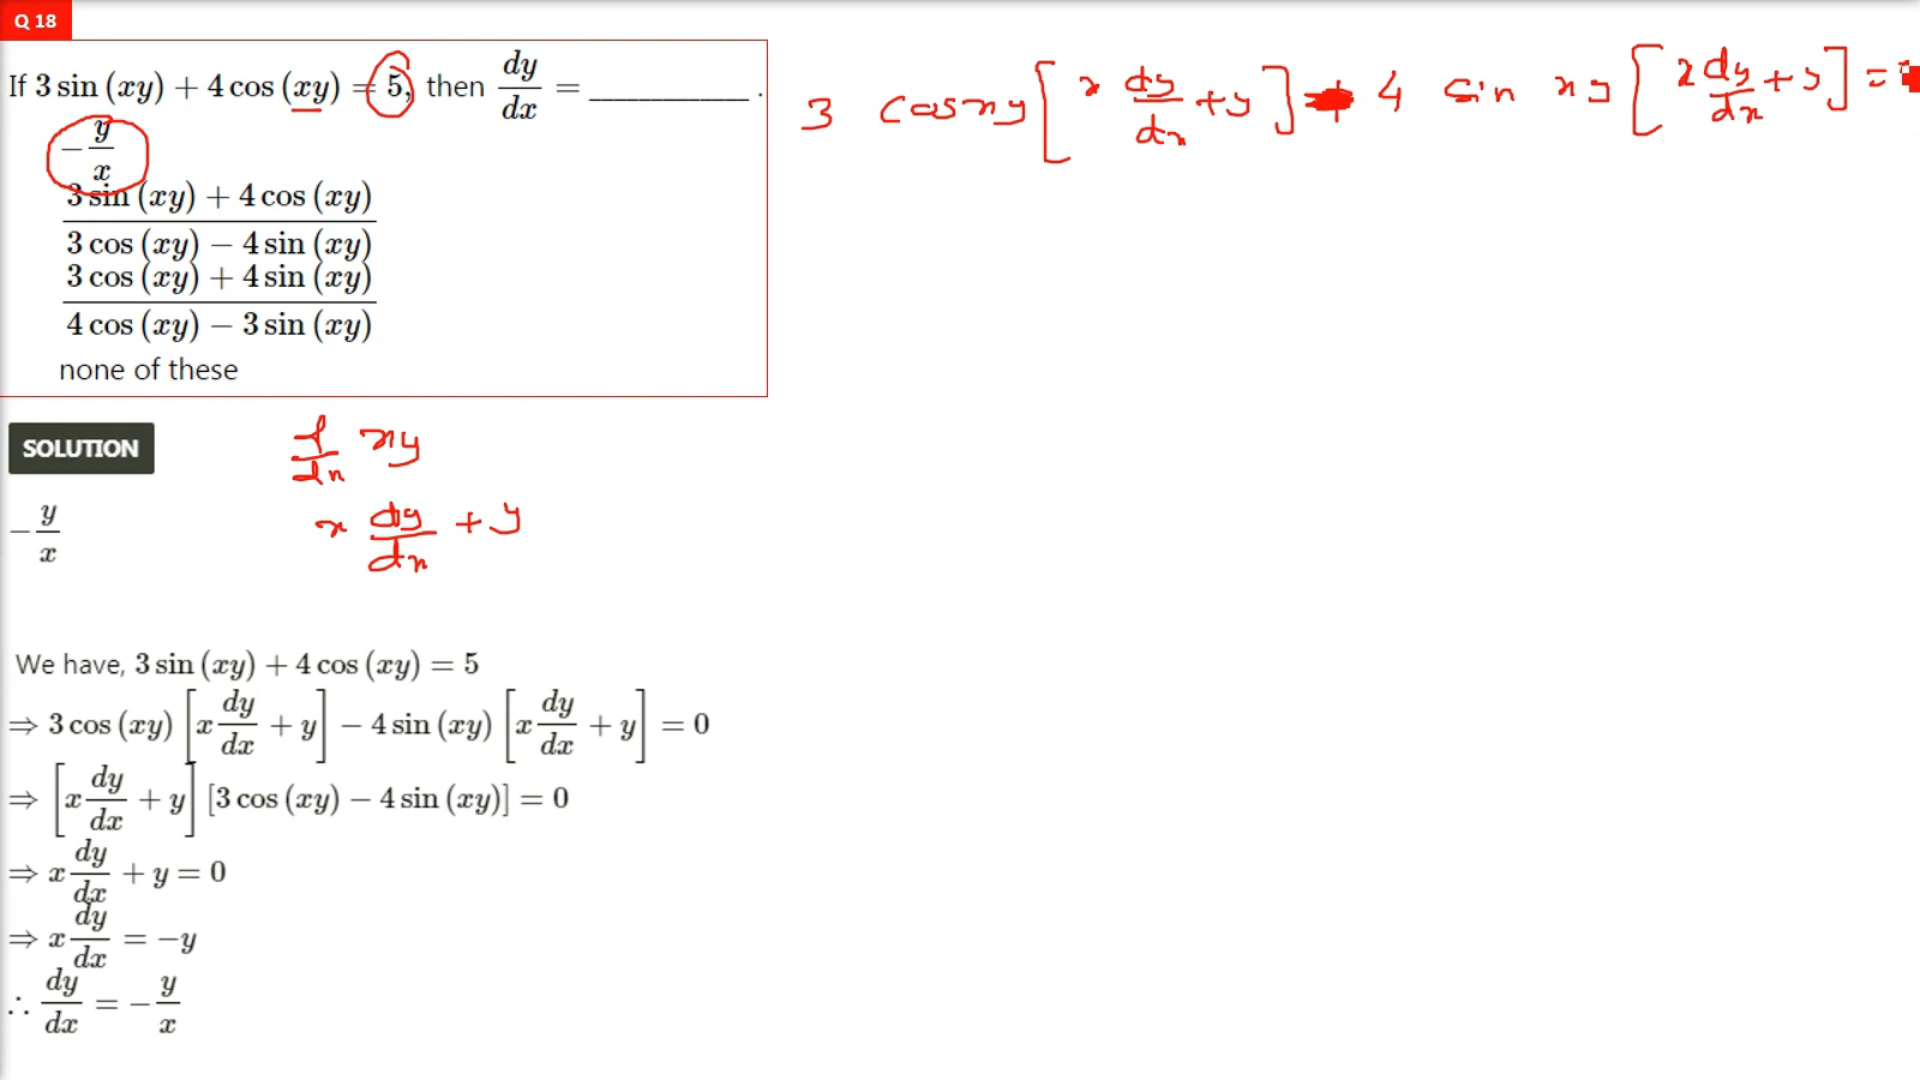 Q 18
If 3 sin (xy) + 4 cos (xy) = 5, then dy/dx = ___________ .
− y/x
(3 sin (xy) + 4 cos (xy)) / (3 cos (xy) − 4 sin (xy))
(3 cos (xy) + 4 sin (xy)) / (4 cos (xy) − 3 sin (xy))
none of these
3 cos xy [x dy/dx + y] - 4 sin xy [x dy/dx + y] =
SOLUTION
d/dx xy
x dy/dx + y
− y/x
We have, 3 sin (xy) + 4 cos (xy) = 5
⇒ 3 cos (xy) [x dy/dx + y] − 4 sin (xy) [x dy/dx + y] = 0
⇒ [x dy/dx + y] [3 cos (xy) − 4 sin (xy)] = 0
⇒ x dy/dx + y = 0
⇒ x dy/dx = −y
∴ dy/dx = − y/x